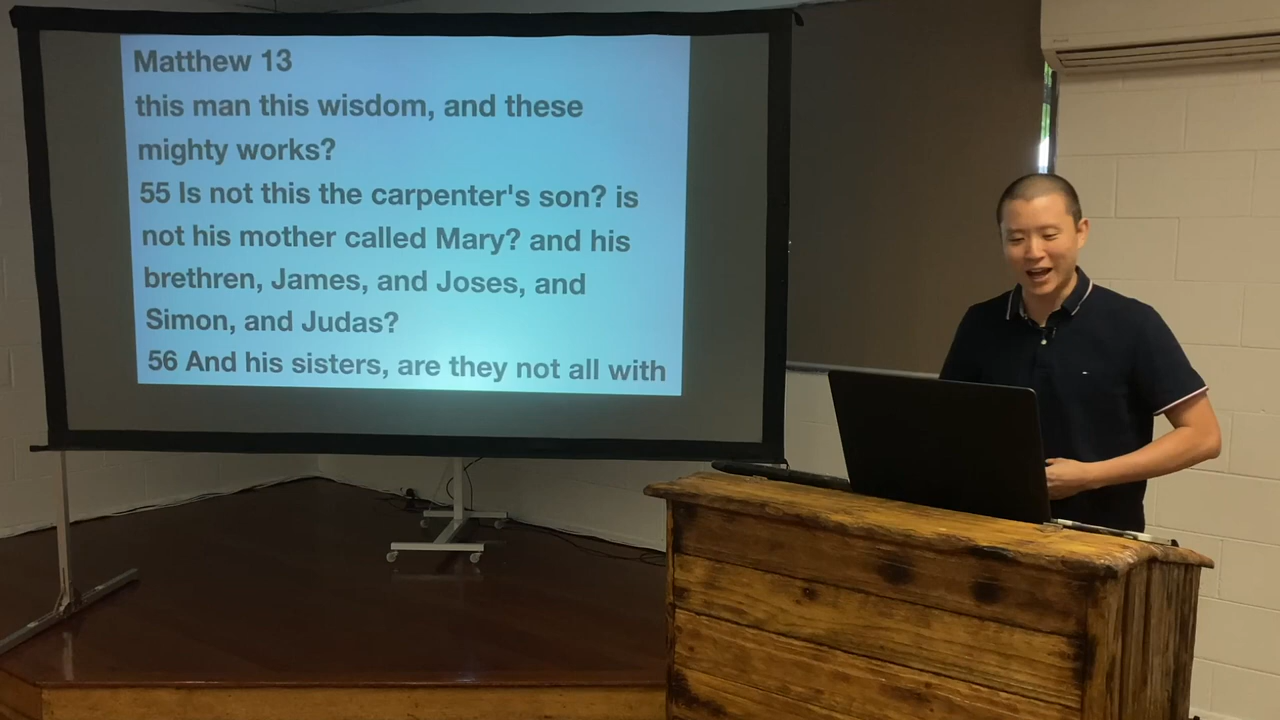 Matthew 13
this man this wisdom, and these
mighty works?
55 Is not this the carpenter's son? is
not his mother called Mary? and his
brethren, James, and Joses, and
Simon, and Judas?
56 And his sisters, are they not all with